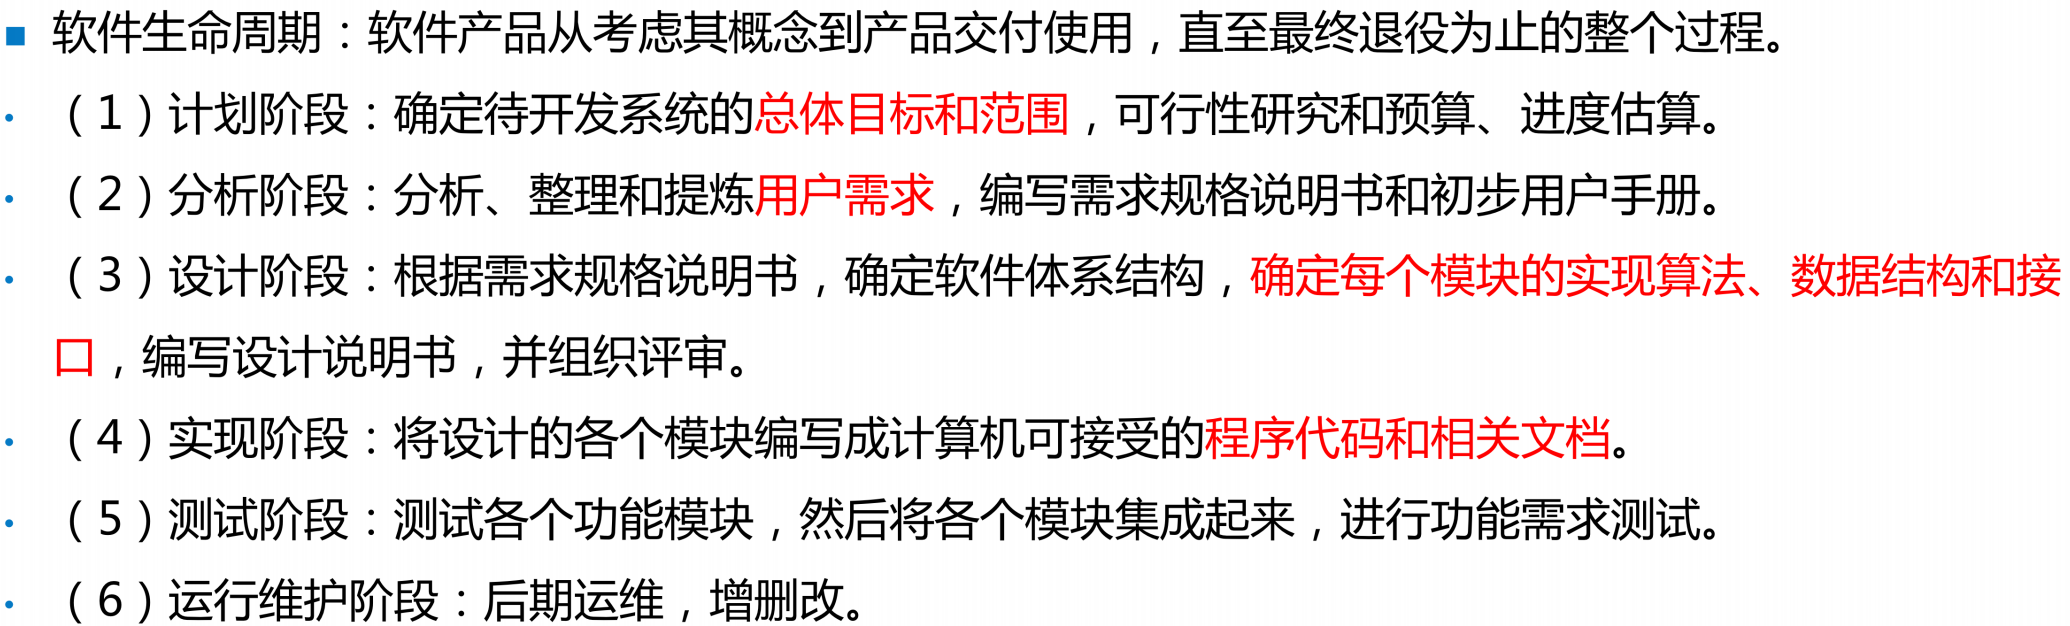 ■ 软件生命周期：软件产品从考虑其概念到产品交付使用，直至最终退役为止的整个过程。
• （1）计划阶段：确定待开发系统的总体目标和范围，可行性研究和预算、进度估算。
• （2）分析阶段：分析、整理和提炼用户需求，编写需求规格说明书和初步用户手册。
• （3）设计阶段：根据需求规格说明书，确定软件体系结构，确定每个模块的实现算法、数据结构和接
口，编写设计说明书，并组织评审。
• （4）实现阶段：将设计的各个模块编写成计算机可接受的程序代码和相关文档。
• （5）测试阶段：测试各个功能模块，然后将各个模块集成起来，进行功能需求测试。
• （6）运行维护阶段：后期运维，增删改。